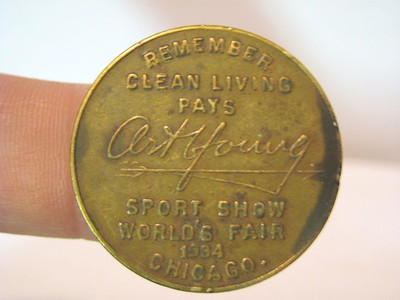 REMEMBER
CLEAN LIVING
PAYS
Art Young
SPORT SHOW
WORLD'S FAIR
1934
CHICAGO.